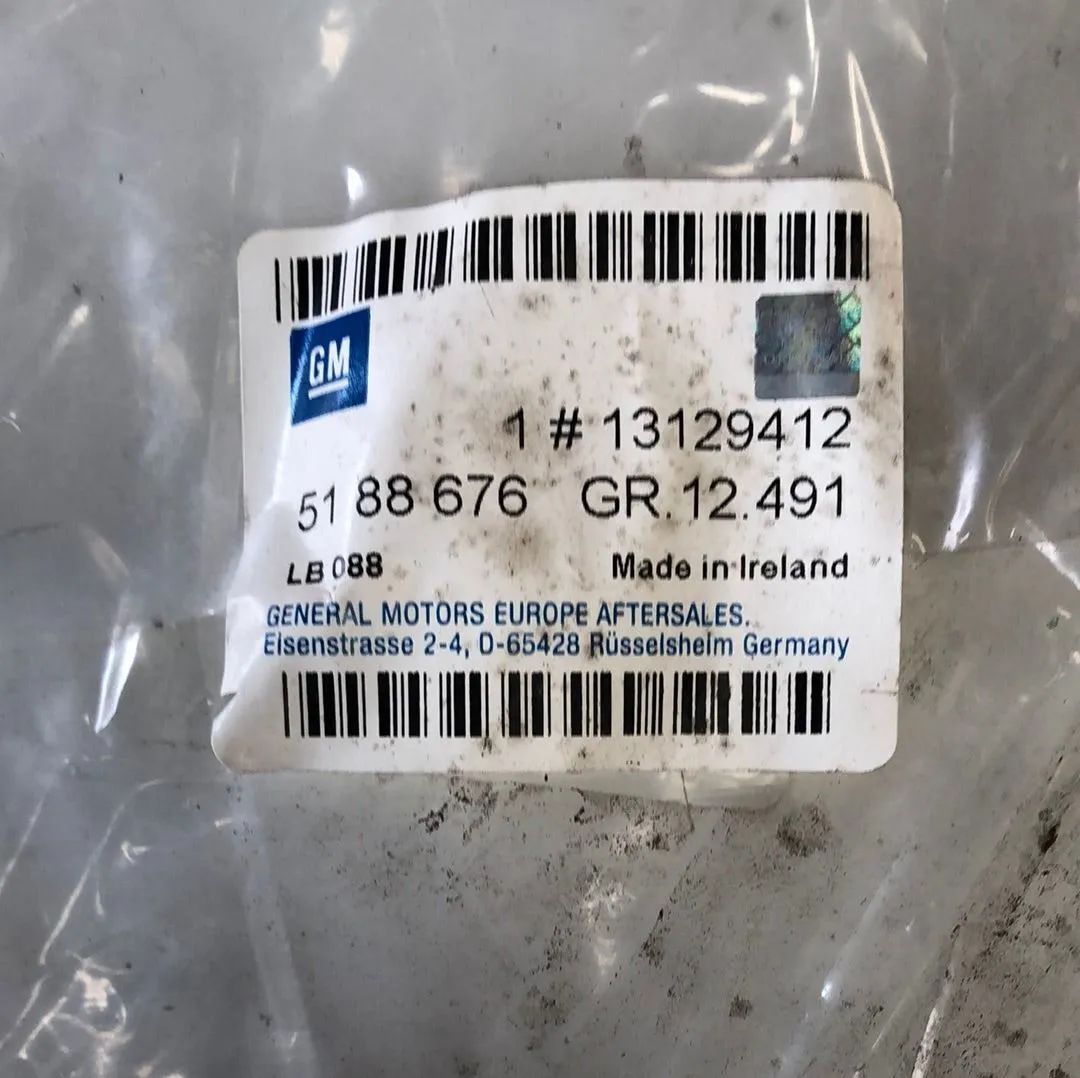 GM
1 # 13129412
51 88 676 GR.12.491
LB 088 Made in Ireland
GENERAL MOTORS EUROPE AFTERSALES.
Eisenstrasse 2-4, D-65428 Rüsselsheim Germany